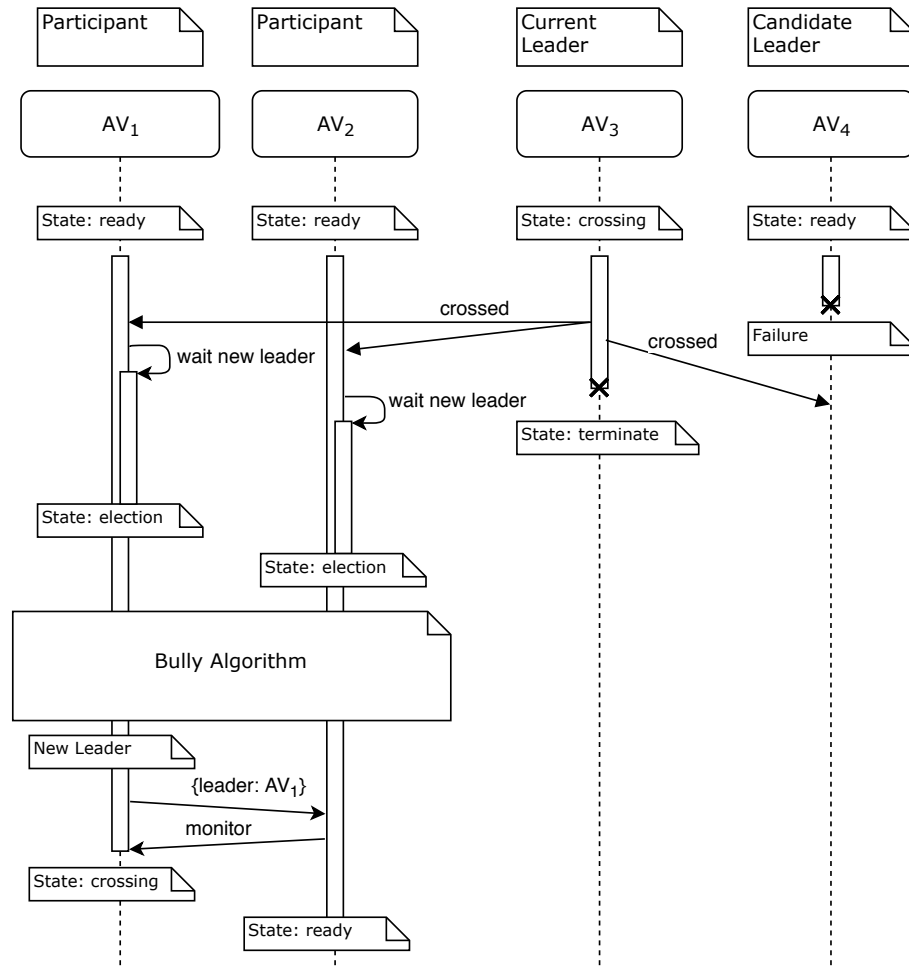 Participant
Participant
Current
Leader
Candidate
Leader
AV₁
AV₂
AV₃
AV₄
State: ready
State: ready
State: crossing
State: ready
crossed
crossed
Failure
wait new leader
wait new leader
State: terminate
State: election
State: election
Bully Algorithm
New Leader
{leader: AV₁}
monitor
State: crossing
State: ready